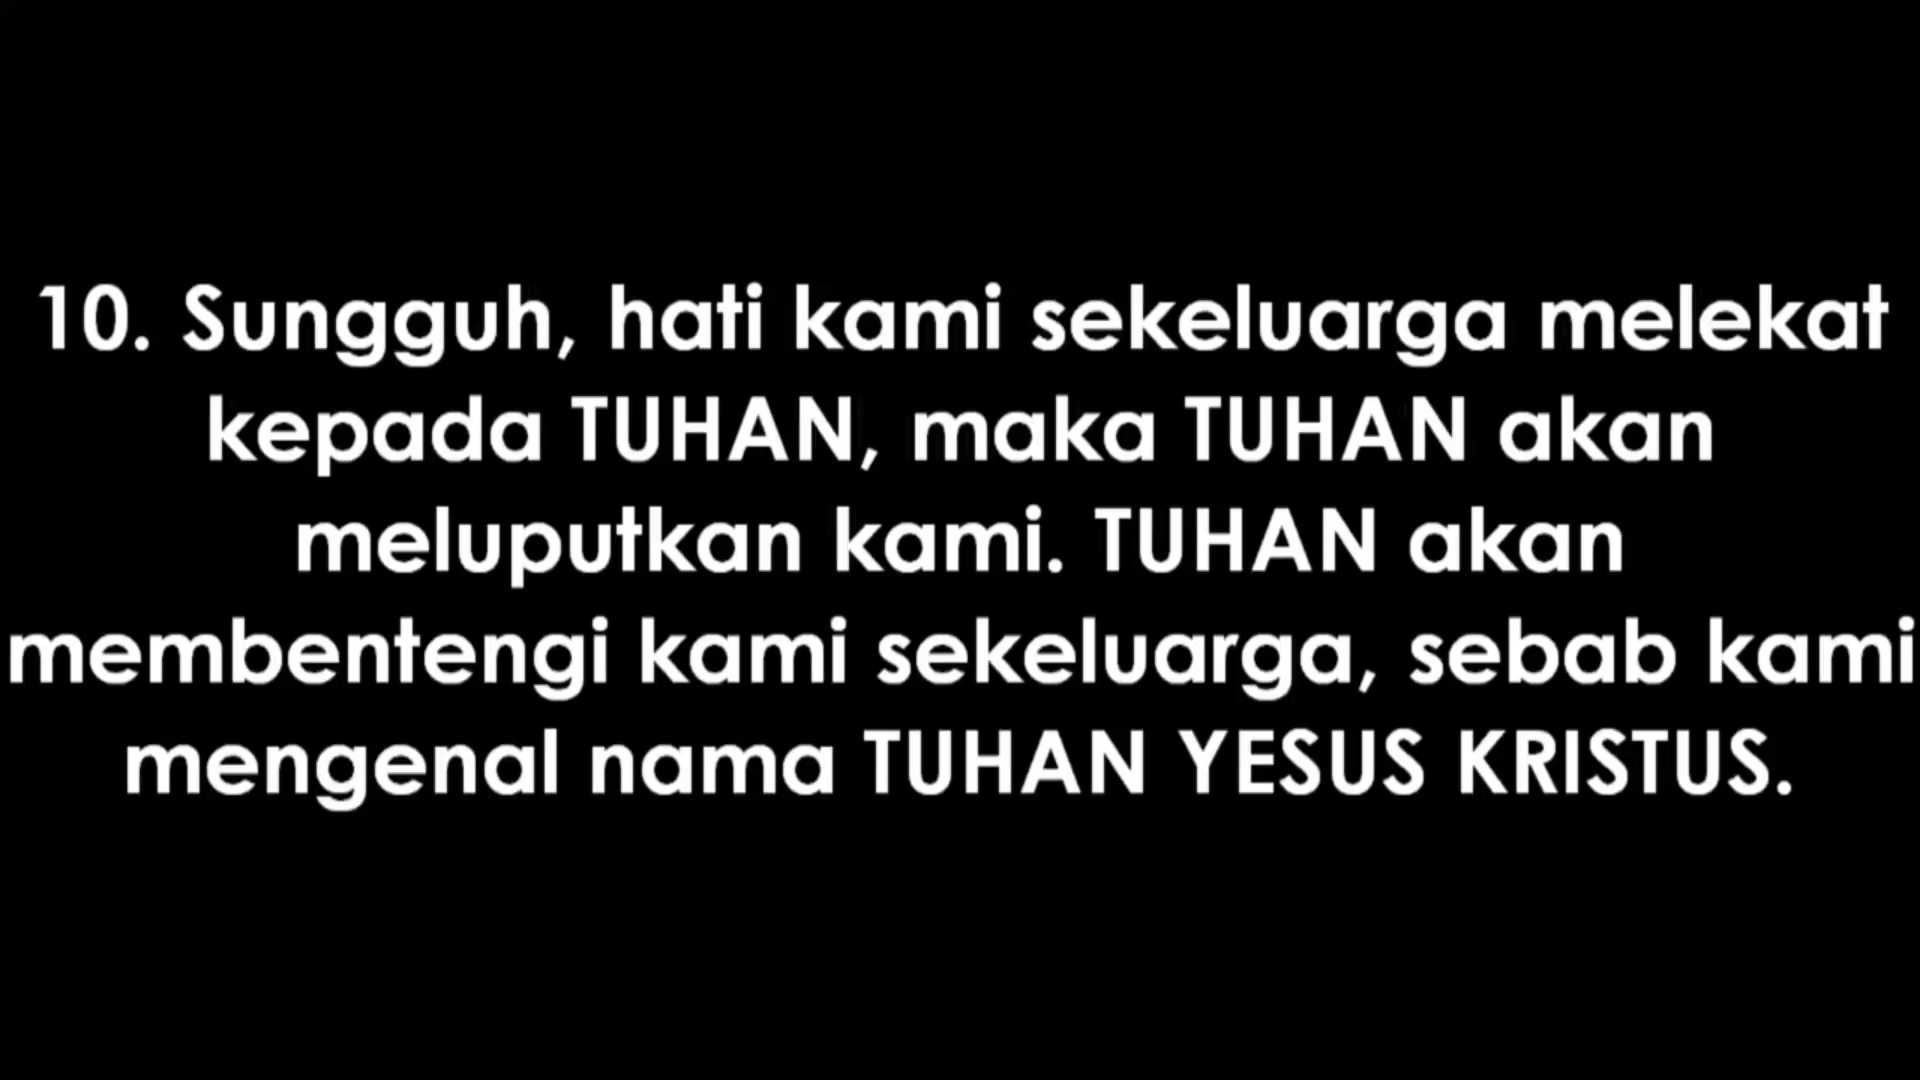 10. Sungguh, hati kami sekeluarga melekat
kepada TUHAN, maka TUHAN akan
meluputkan kami. TUHAN akan
membentengi kami sekeluarga, sebab kami
mengenal nama TUHAN YESUS KRISTUS.